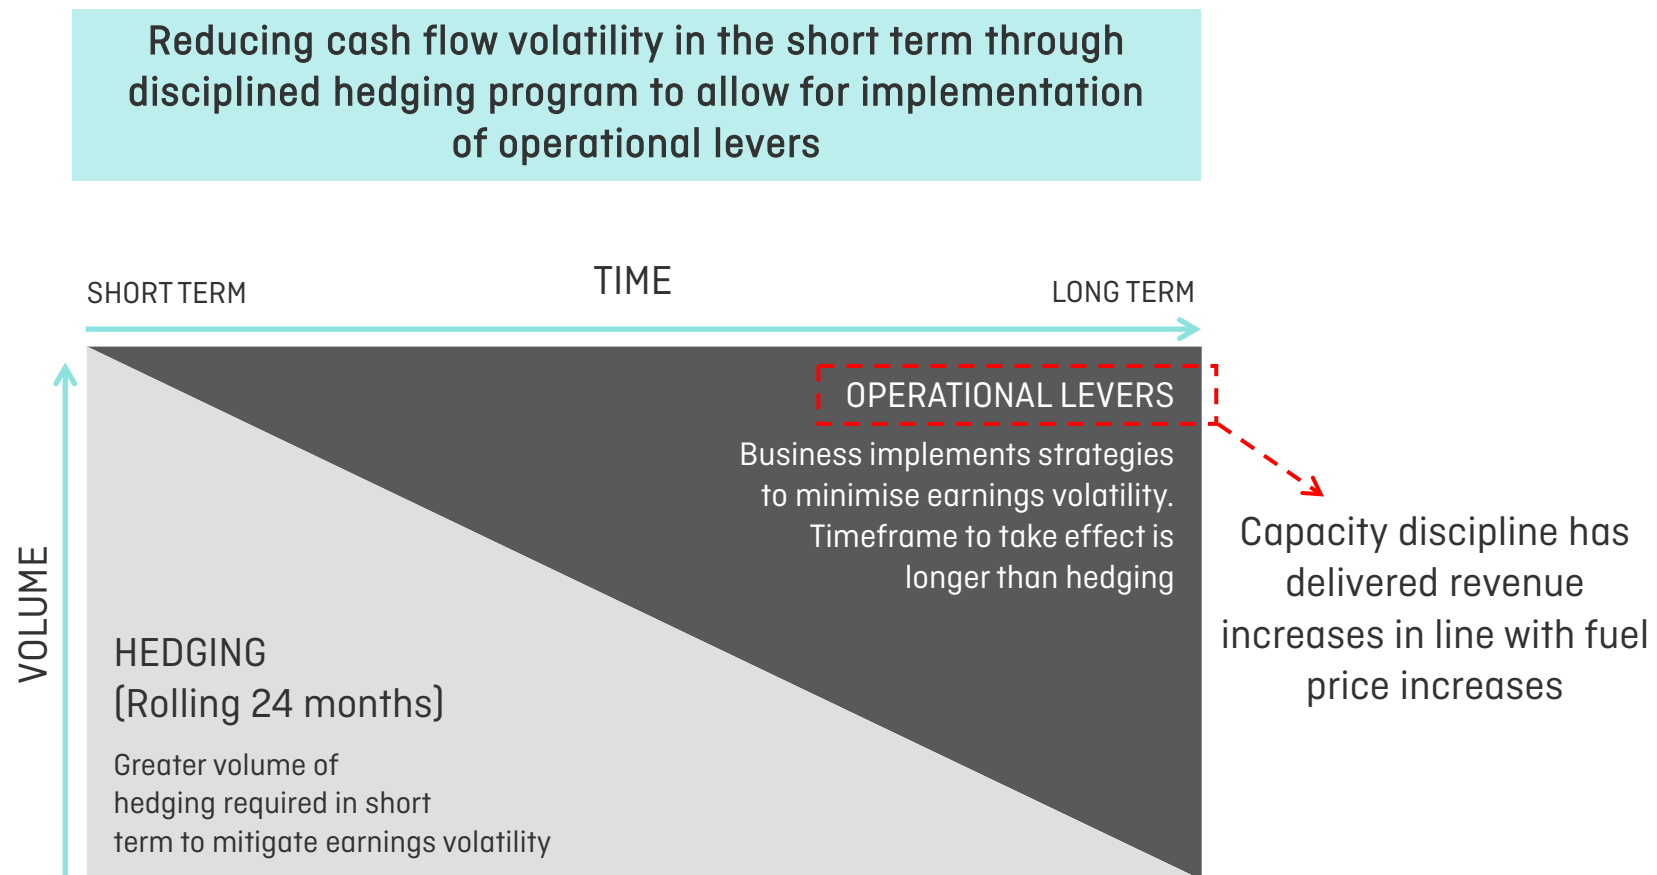 Reducing cash flow volatility in the short term through
disciplined hedging program to allow for implementation
of operational levers
TIME
SHORT TERM
LONG TERM
VOLUME
OPERATIONAL LEVERS
Business implements strategies
to minimise earnings volatility.
Timeframe to take effect is
longer than hedging
Capacity discipline has
delivered revenue
increases in line with fuel
price increases
HEDGING
(Rolling 24 months)
Greater volume of
hedging required in short
term to mitigate earnings volatility